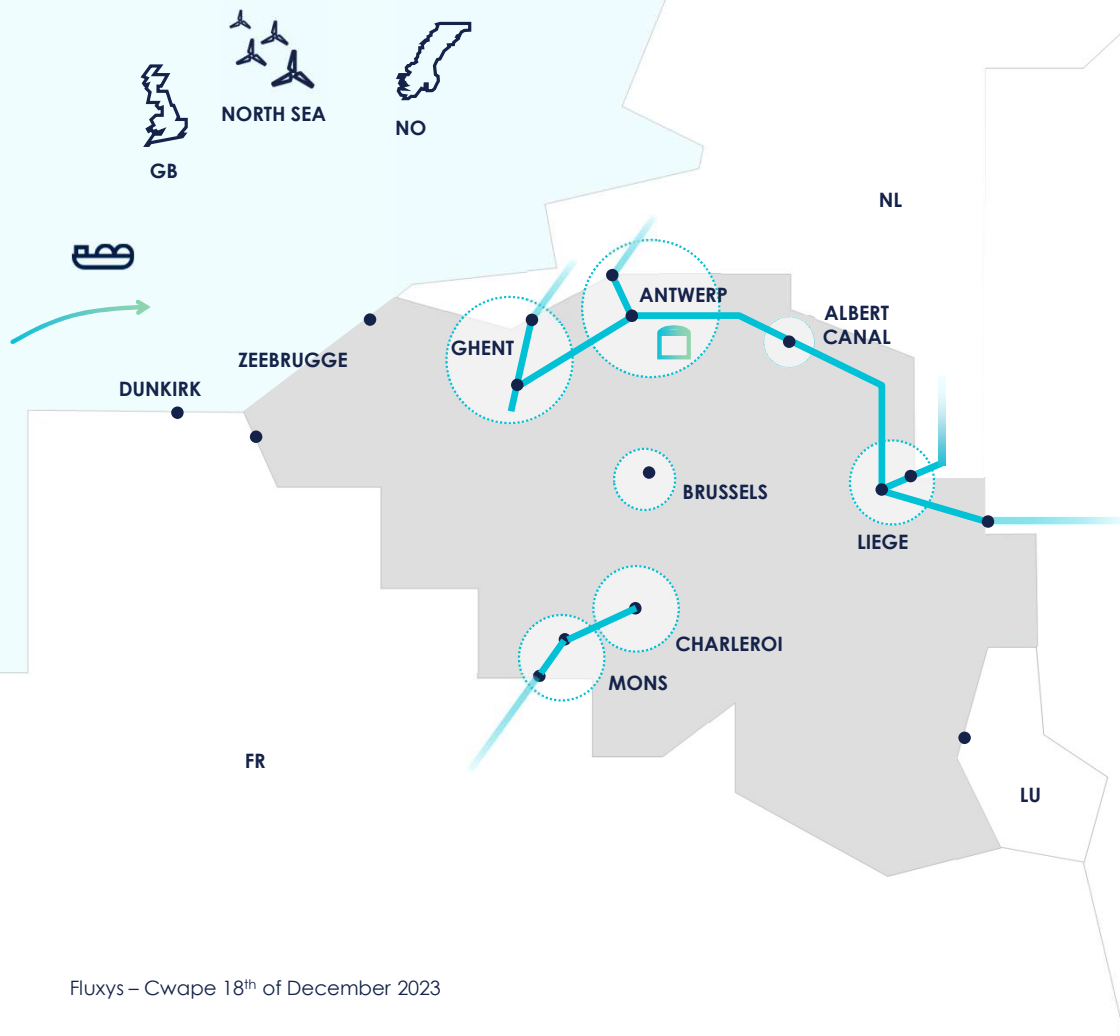 NORTH SEA
NO
GB
NL
ANTWERP
ALBERT
CANAL
GHENT
ZEEBRUGGE
DUNKIRK
BRUSSELS
LIEGE
CHARLEROI
MONS
FR
LU
Fluxys – Cwape 18th of December 2023